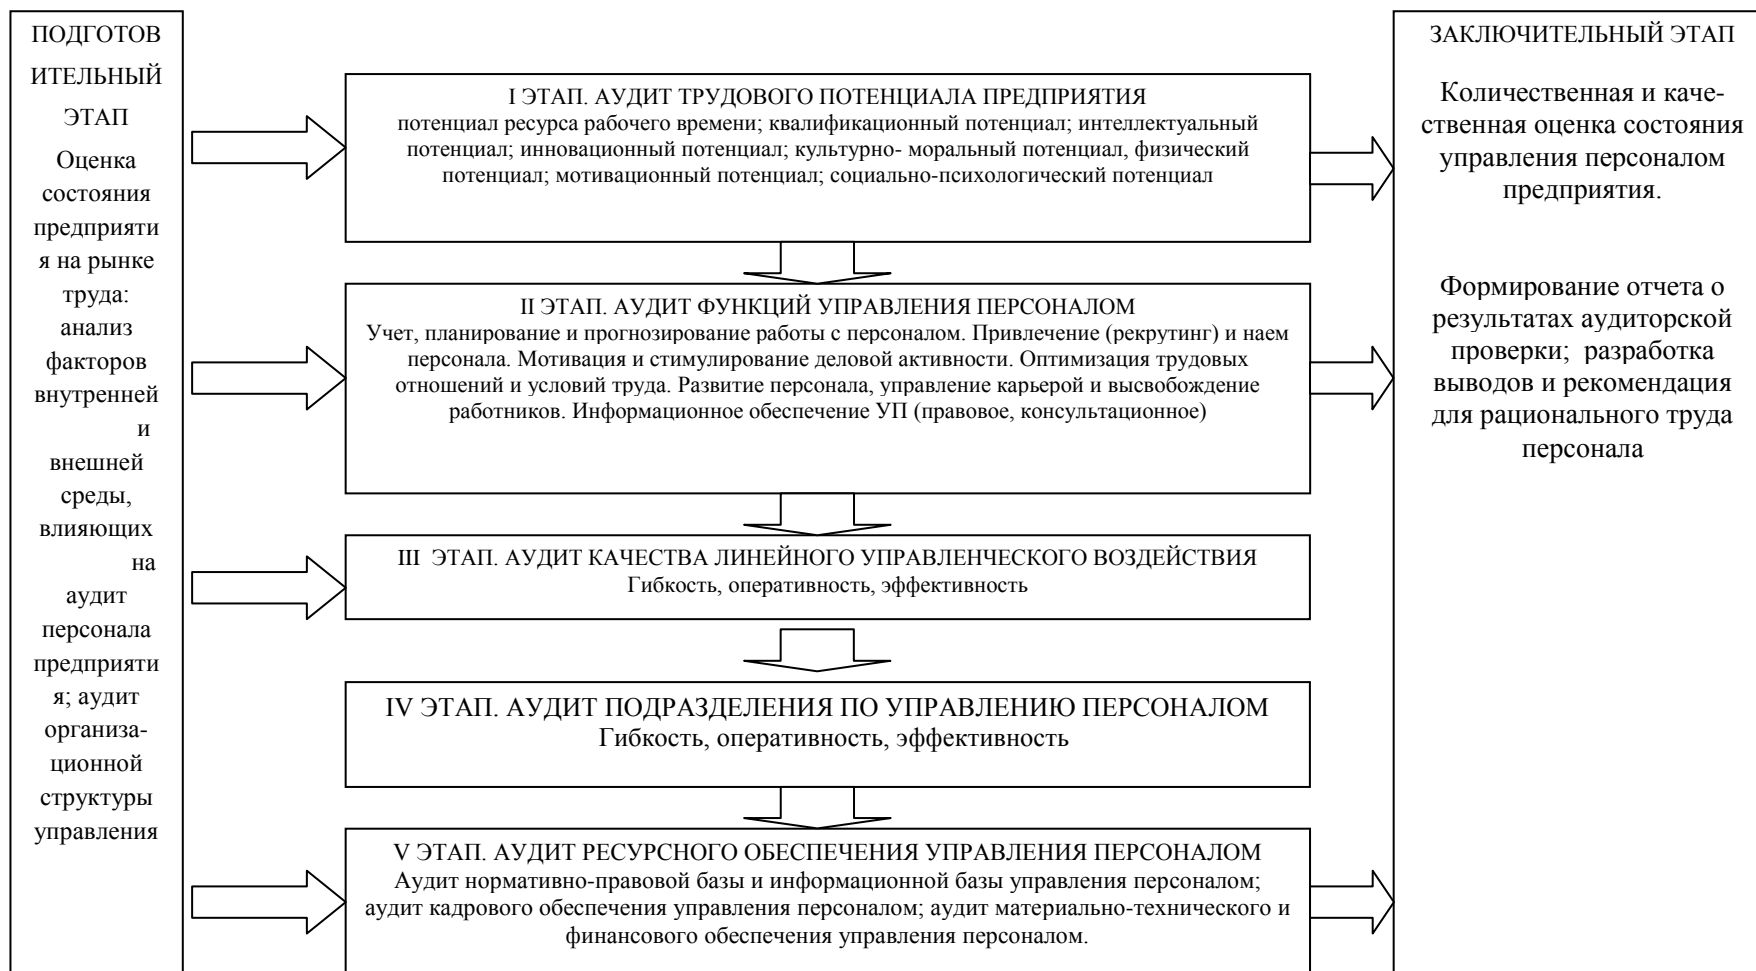 ПОДГОТОВ
ИТЕЛЬНЫЙ
ЭТАП
Оценка
состояния
предприяти
я на рынке
труда:
анализ
факторов
внутренней
и
внешней
среды,
влияющих
на
аудит
персонала
предприяти
я; аудит
организа-
ционной
структуры
управления
I ЭТАП. АУДИТ ТРУДОВОГО ПОТЕНЦИАЛА ПРЕДПРИЯТИЯ
потенциал ресурса рабочего времени; квалификационный потенциал; интеллектуальный
потенциал; инновационный потенциал; культурно- моральный потенциал, физический
потенциал; мотивационный потенциал; социально-психологический потенциал
II ЭТАП. АУДИТ ФУНКЦИЙ УПРАВЛЕНИЯ ПЕРСОНАЛОМ
Учет, планирование и прогнозирование работы с персоналом. Привлечение (рекрутинг) и наем
персонала. Мотивация и стимулирование деловой активности. Оптимизация трудовых
отношений и условий труда. Развитие персонала, управление карьерой и высвобождение
работников. Информационное обеспечение УП (правовое, консультационное)
III ЭТАП. АУДИТ КАЧЕСТВА ЛИНЕЙНОГО УПРАВЛЕНЧЕСКОГО ВОЗДЕЙСТВИЯ
Гибкость, оперативность, эффективность
IV ЭТАП. АУДИТ ПОДРАЗДЕЛЕНИЯ ПО УПРАВЛЕНИЮ ПЕРСОНАЛОМ
Гибкость, оперативность, эффективность
V ЭТАП. АУДИТ РЕСУРСНОГО ОБЕСПЕЧЕНИЯ УПРАВЛЕНИЯ ПЕРСОНАЛОМ
Аудит нормативно-правовой базы и информационной базы управления персоналом;
аудит кадрового обеспечения управления персоналом; аудит материально-технического и
финансового обеспечения управления персоналом.
ЗАКЛЮЧИТЕЛЬНЫЙ ЭТАП
Количественная и каче-
ственная оценка состояния
управления персоналом
предприятия.
Формирование отчета о
результатах аудиторской
проверки; разработка
выводов и рекомендация
для рационального труда
персонала